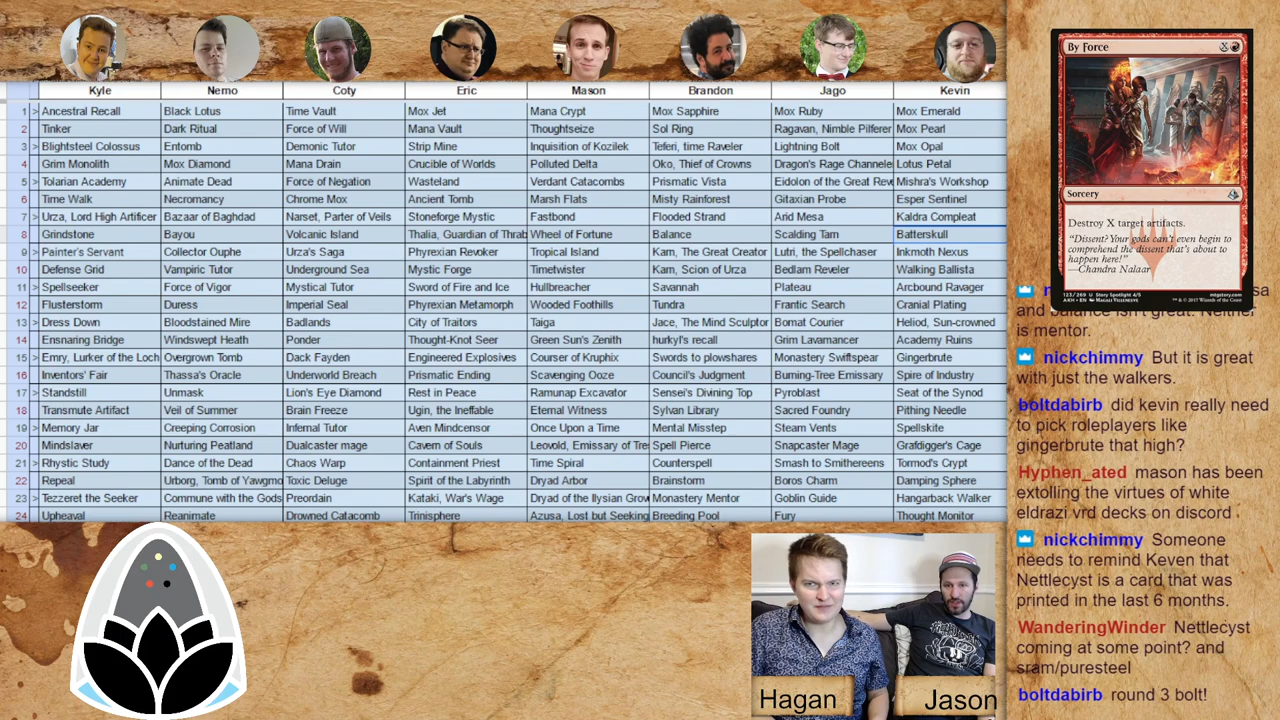 Kyle Nemo Coty Eric Mason Brandon Jago Kevin
1 > Ancestral Recall Black Lotus Time Vault Mox Jet Mana Crypt Mox Sapphire Mox Ruby Mox Emerald
2 Tinker Dark Ritual Force of Will Mana Vault Thoughtseize Sol Ring Ragavan, Nimble Pilferer Mox Pearl
3 > Blightsteel Colossus Entomb Demonic Tutor Strip Mine Inquisition of Kozilek Teferi, time Raveler Lightning Bolt Mox Opal
4 Grim Monolith Mox Diamond Mana Drain Crucible of Worlds Polluted Delta Oko, Thief of Crowns Dragon's Rage Channele Lotus Petal
5 > Tolarian Academy Animate Dead Force of Negation Wasteland Verdant Catacombs Prismatic Vista Eidolon of the Great Rev Mishra's Workshop
6 Time Walk Necromancy Chrome Mox Ancient Tomb Marsh Flats Misty Rainforest Gitaxian Probe Esper Sentinel
7 > Urza, Lord High Artificer Bazaar of Baghdad Narset, Parter of Veils Stoneforge Mystic Fastbond Flooded Strand Arid Mesa Kaldra Compleat
8 Grindstone Bayou Volcanic Island Thalia, Guardian of Thrab Wheel of Fortune Balance Scalding Tarn Batterskull
9 > Painter's Servant Collector Ouphe Urza's Saga Phyrexian Revoker Tropical Island Karn, The Great Creator Lutri, the Spellchaser Inkmoth Nexus
10 Defense Grid Vampiric Tutor Underground Sea Mystic Forge Timetwister Karn, Scion of Urza Bedlam Reveler Walking Ballista
11 > Spellseeker Force of Vigor Mystical Tutor Sword of Fire and Ice Hullbreacher Savannah Plateau Arcbound Ravager
12 Flusterstorm Duress Imperial Seal Phyrexian Metamorph Wooded Foothills Tundra Frantic Search Cranial Plating
13 > Dress Down Bloodstained Mire Badlands City of Traitors Taiga Jace, The Mind Sculptor Bomat Courier Heliod, Sun-crowned
14 Ensnaring Bridge Windswept Heath Ponder Thought-Knot Seer Green Sun's Zenith hurkyl's recall Grim Lavamancer Academy Ruins
15 > Emry, Lurker of the Loch Overgrown Tomb Dack Fayden Engineered Explosives Courser of Kruphix Swords to plowshares Monastery Swiftspear Gingerbrute
16 Inventors' Fair Thassa's Oracle Underworld Breach Prismatic Ending Scavenging Ooze Council's Judgment Burning-Tree Emissary Spire of Industry
17 > Standstill Unmask Lion's Eye Diamond Rest in Peace Ramunap Excavator Sensei's Divining Top Pyroblast Seat of the Synod
18 Transmute Artifact Veil of Summer Brain Freeze Ugin, the Ineffable Eternal Witness Sylvan Library Sacred Foundry Pithing Needle
19 > Memory Jar Creeping Corrosion Infernal Tutor Aven Mindcensor Once Upon a Time Mental Misstep Steam Vents Spellskite
20 Mindslaver Nurturing Peatland Dualcaster mage Cavern of Souls Leovold, Emissary of Tres Spell Pierce Snapcaster Mage Grafdigger's Cage
21 > Rhystic Study Dance of the Dead Chaos Warp Containment Priest Time Spiral Counterspell Smash to Smithereens Tormod's Crypt
22 Repeal Urborg, Tomb of Yawgmo Toxic Deluge Spirit of the Labyrinth Dryad Arbor Brainstorm Boros Charm Damping Sphere
23 > Tezzeret the Seeker Commune with the Gods Preordain Kataki, War's Wage Dryad of the Ilysian Grov Monastery Mentor Goblin Guide Hangarback Walker
24 Upheaval Reanimate Drowned Catacomb Trinisphere Azusa, Lost but Seeking Breeding Pool Fury Thought Monitor
By Force X
Sorcery
Destroy X target artifacts.
"Dissent? Your gods can't even begin to
comprehend the dissent that's about to
happen here!"
—Chandra Nalaar
and balance isn't great. Neither
is mentor.
nickchimmy But it is great
with just the walkers.
boltdabirb did kevin really need
to pick roleplayers like
gingerbrute that high?
Hyphen_ated mason has been
extolling the virtues of white
eldrazi vrd decks on discord .
nickchimmy Someone
needs to remind Keven that
Nettlecyst is a card that was
printed in the last 6 months.
WanderingWinder Nettlecyst
coming at some point? and
sram/puresteel
boltdabirb round 3 bolt!
Hagan
Jason